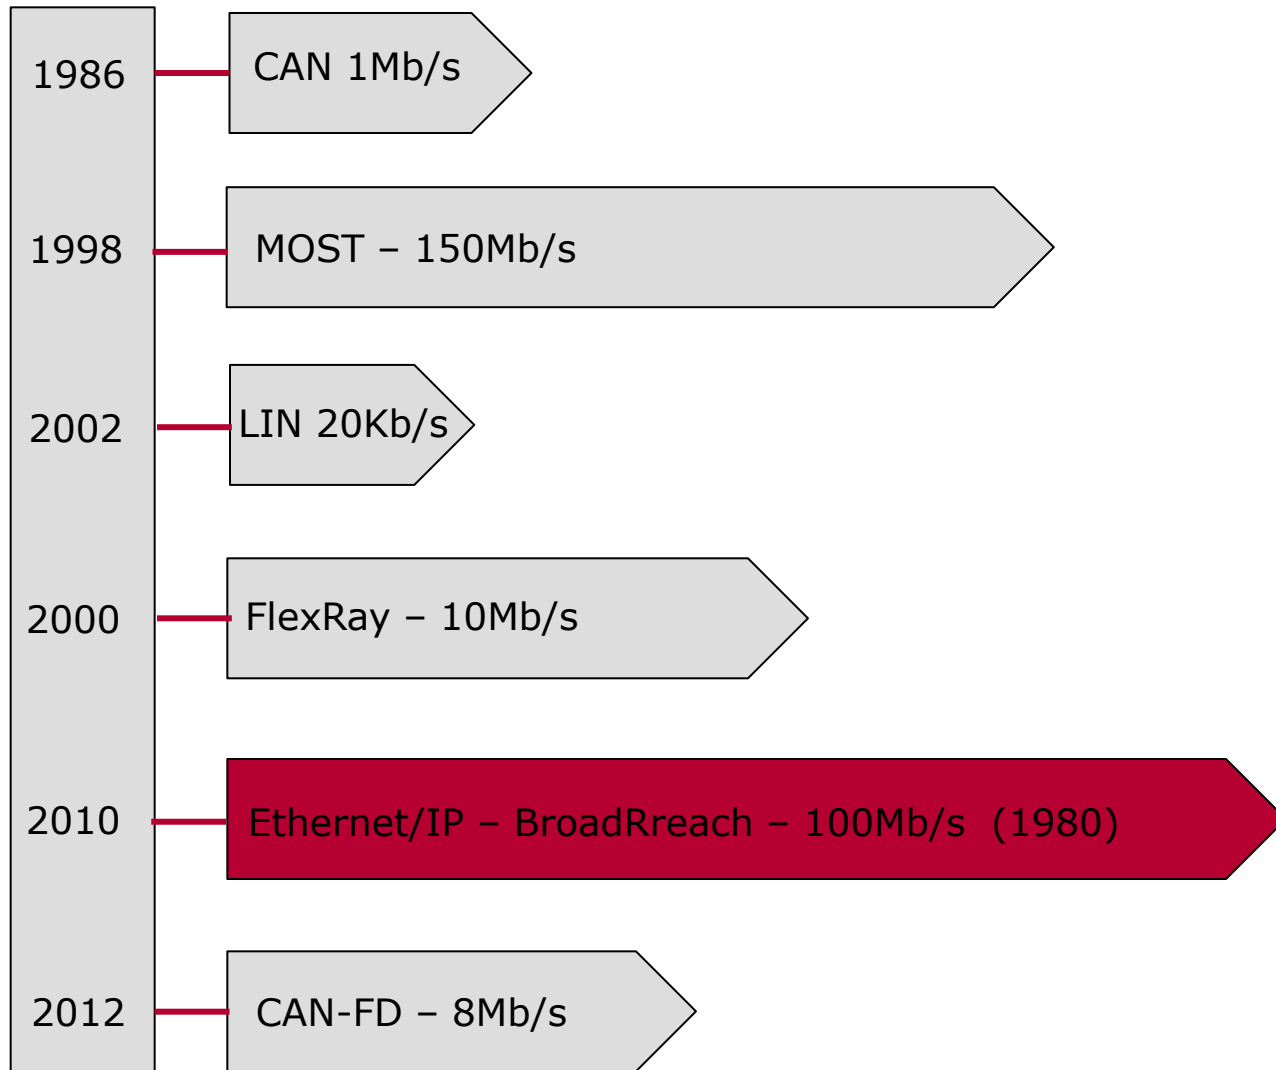 1986
CAN 1Mb/s
1998
MOST – 150Mb/s
2002
LIN 20Kb/s
2000
FlexRay – 10Mb/s
2010
Ethernet/IP – BroadRreach – 100Mb/s (1980)
2012
CAN-FD – 8Mb/s